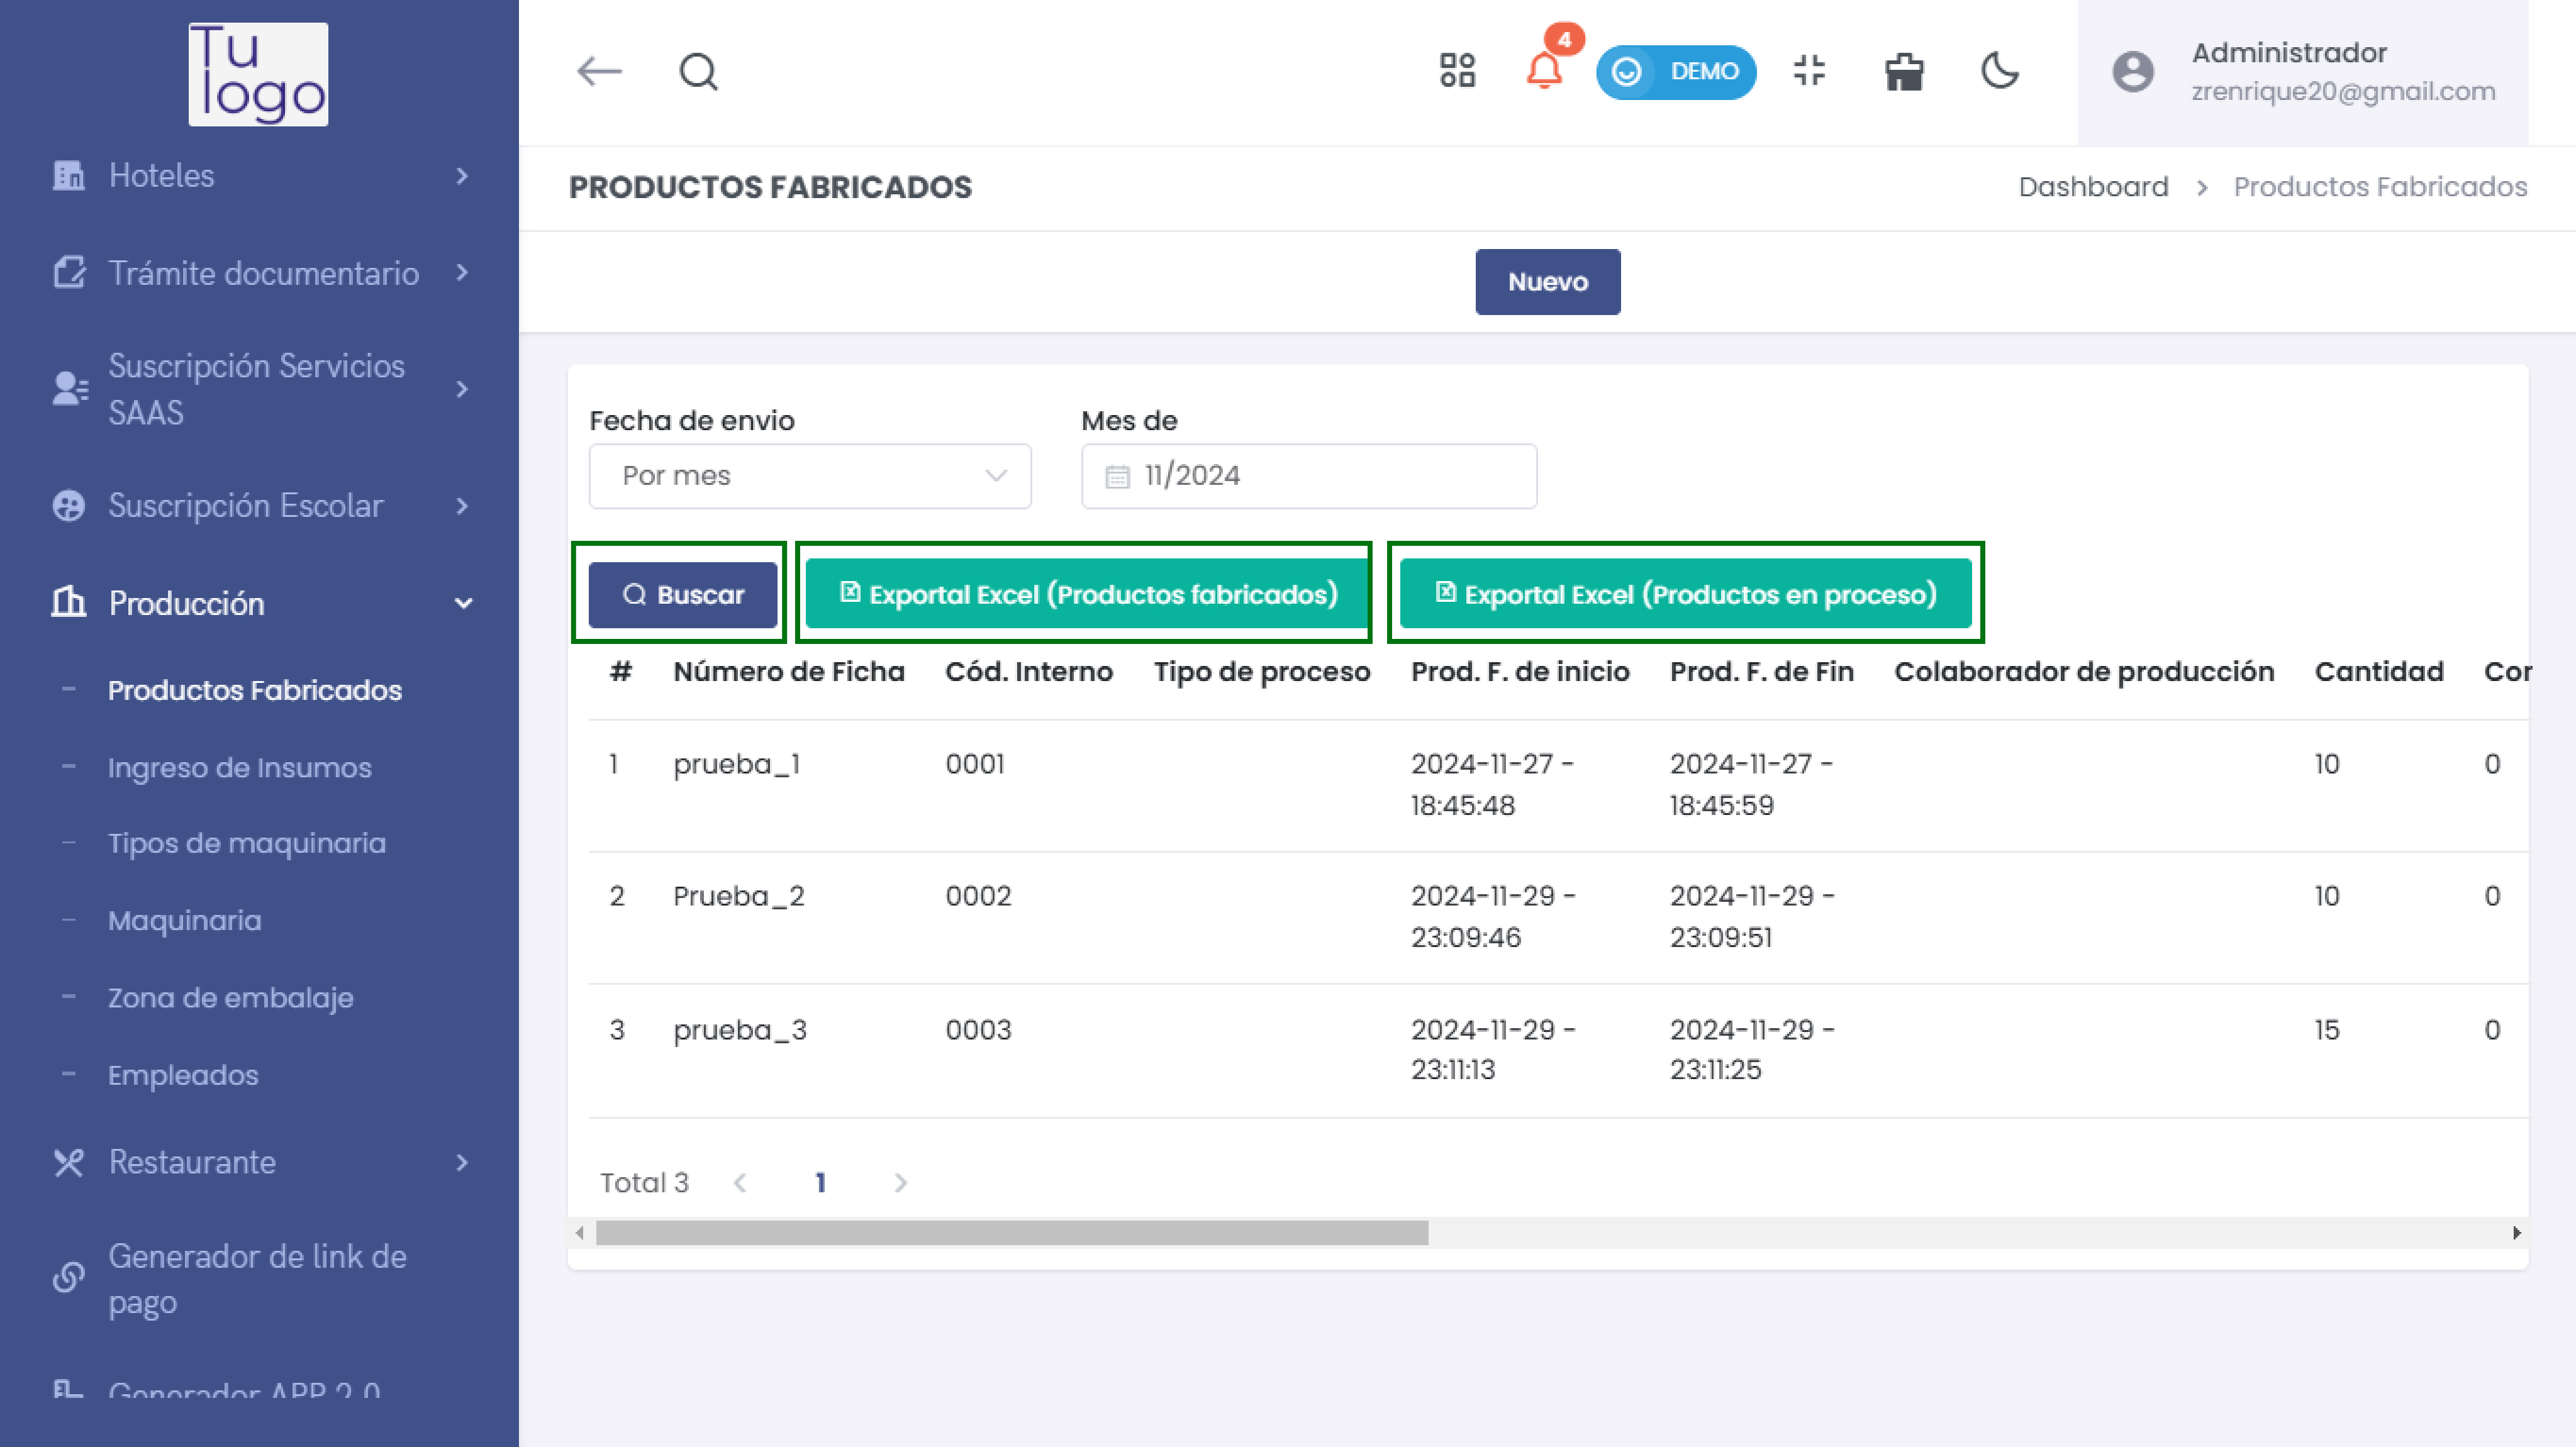 Tu
logo
Hoteles
Trámite documentario
Suscripción Servicios
SAAS
Suscripción Escolar
Producción
Productos Fabricados
Ingreso de Insumos
Tipos de maquinaria
Maquinaria
Zona de embalaje
Empleados
Restaurante
Generador de link de
pago
Generador APP 2.0
4
DEMO
Administrador
zrenrique20@gmail.com
PRODUCTOS FABRICADOS
Dashboard > Productos Fabricados
Nuevo
Fecha de envio Mes de
Por mes 11/2024
Buscar Exportal Excel (Productos fabricados) Exportal Excel (Productos en proceso)
# Número de Ficha Cód. Interno Tipo de proceso Prod. F. de inicio Prod. F. de Fin Colaborador de producción Cantidad Cor
1 prueba_1 0001 2024-11-27 - 2024-11-27 - 10 0
18:45:48 18:45:59
2 Prueba_2 0002 2024-11-29 - 2024-11-29 - 10 0
23:09:46 23:09:51
3 prueba_3 0003 2024-11-29 - 2024-11-29 - 15 0
23:11:13 23:11:25
Total 3 < 1 >